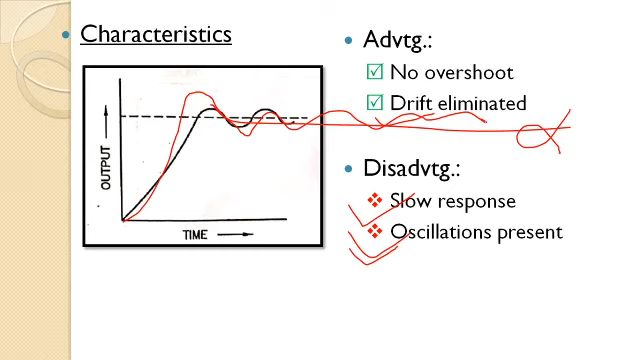 Characteristics
OUTPUT
TIME
Advtg.:
No overshoot
Drift eliminated
Disadvtg.:
Slow response
Oscillations present